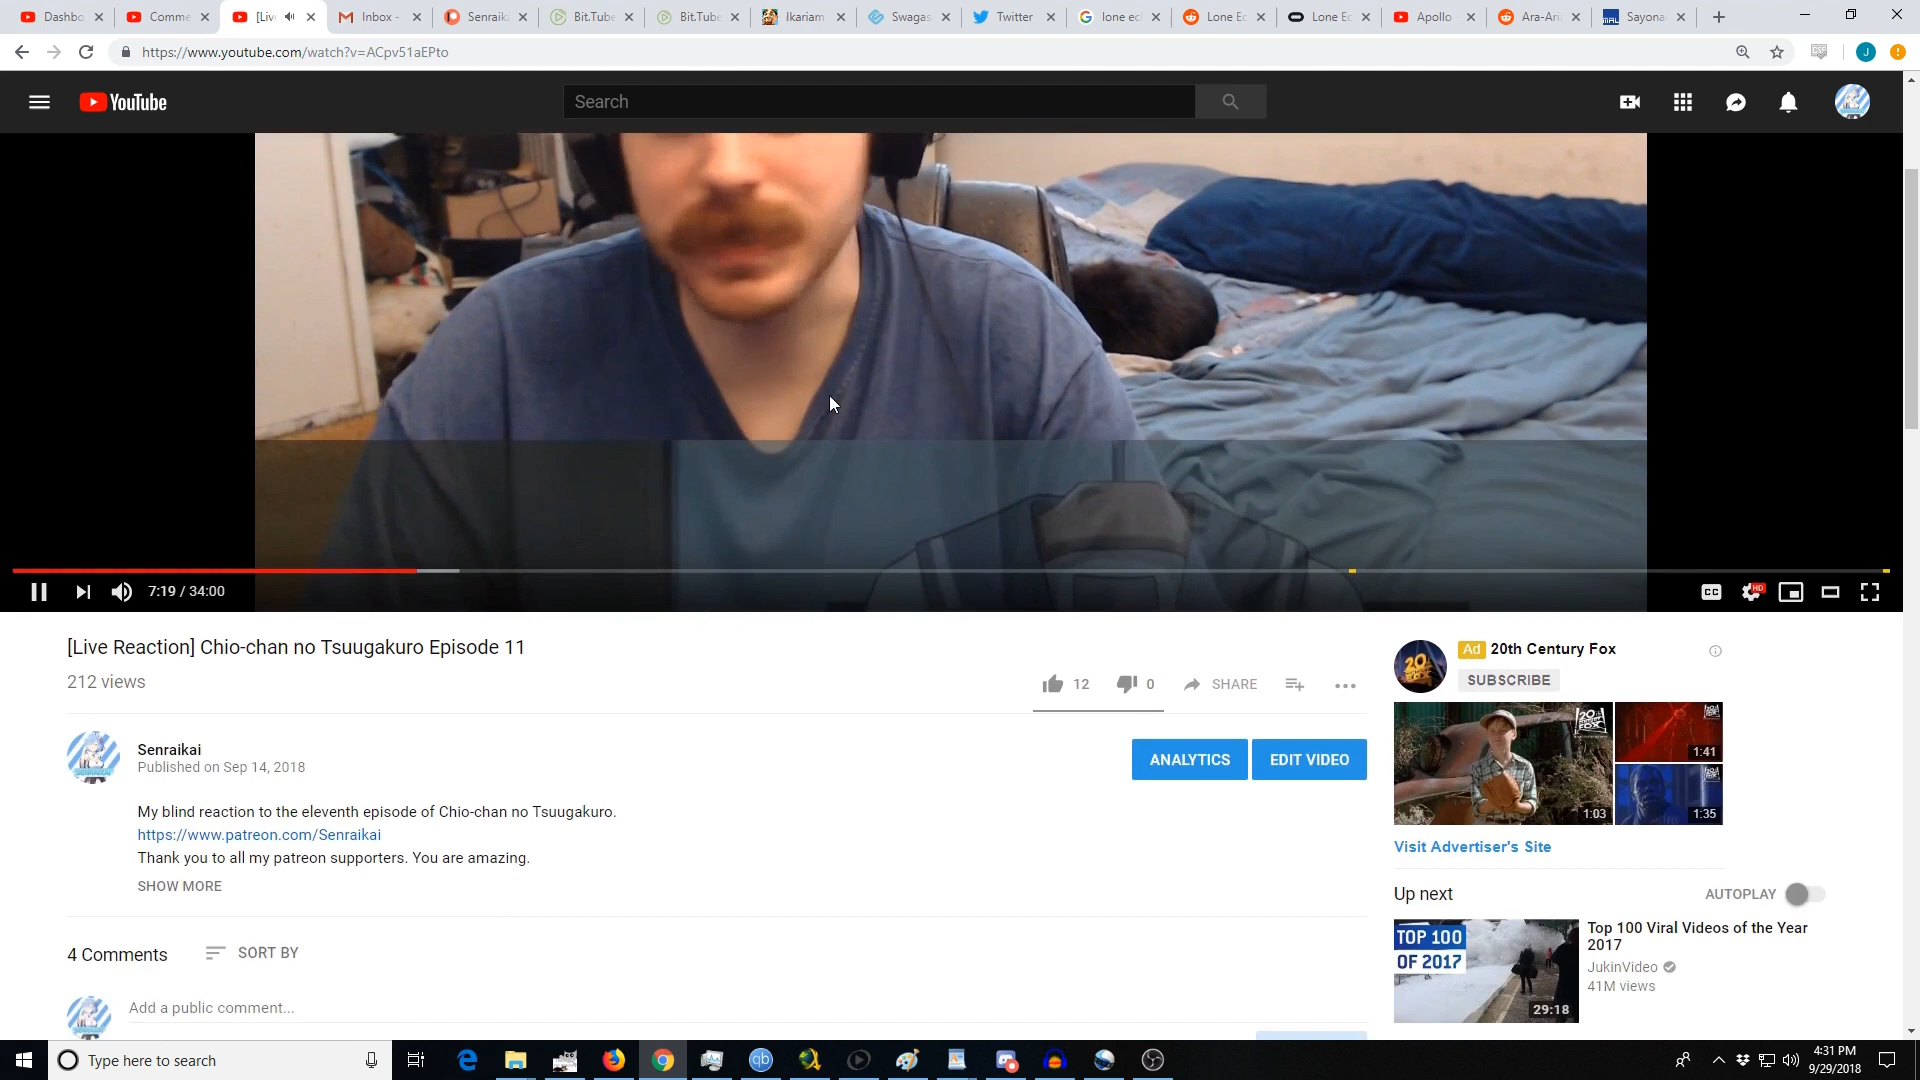 Dashbo
Comme
[Liv
Inbox -
Senraik
Bit.Tube
Bit.Tube
Ikariam
Swagas
Twitter
lone ec
Lone Ec
Lone Ec
Apollo
Ara-Ari
Sayona
https://www.youtube.com/watch?v=ACpv51aEPto
J
YouTube
Search
7:19 / 34:00
CC
HD
[Live Reaction] Chio-chan no Tsuugakuro Episode 11
212 views
12
0
SHARE
Senraikai
Published on Sep 14, 2018
ANALYTICS
EDIT VIDEO
My blind reaction to the eleventh episode of Chio-chan no Tsuugakuro.
https://www.patreon.com/Senraikai
Thank you to all my patreon supporters. You are amazing.
SHOW MORE
4 Comments
SORT BY
Add a public comment...
Ad 20th Century Fox
SUBSCRIBE
1:03
1:41
1:35
Visit Advertiser's Site
Up next
AUTOPLAY
TOP 100
OF 2017
29:18
Top 100 Viral Videos of the Year
2017
JukinVideo
41M views
Type here to search
qb
4:31 PM
9/29/2018